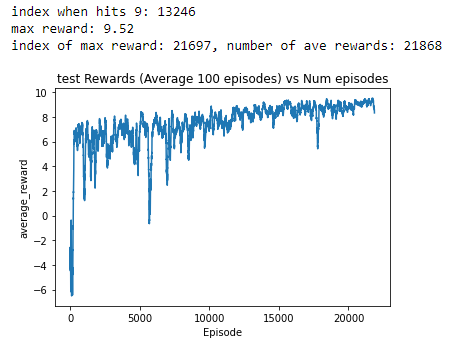 index when hits 9: 13246
max reward: 9.52
index of max reward: 21697, number of ave rewards: 21868
test Rewards (Average 100 episodes) vs Num episodes
10
8
6
4
2
0
−2
−4
−6
average_reward
0 5000 10000 15000 20000
Episode